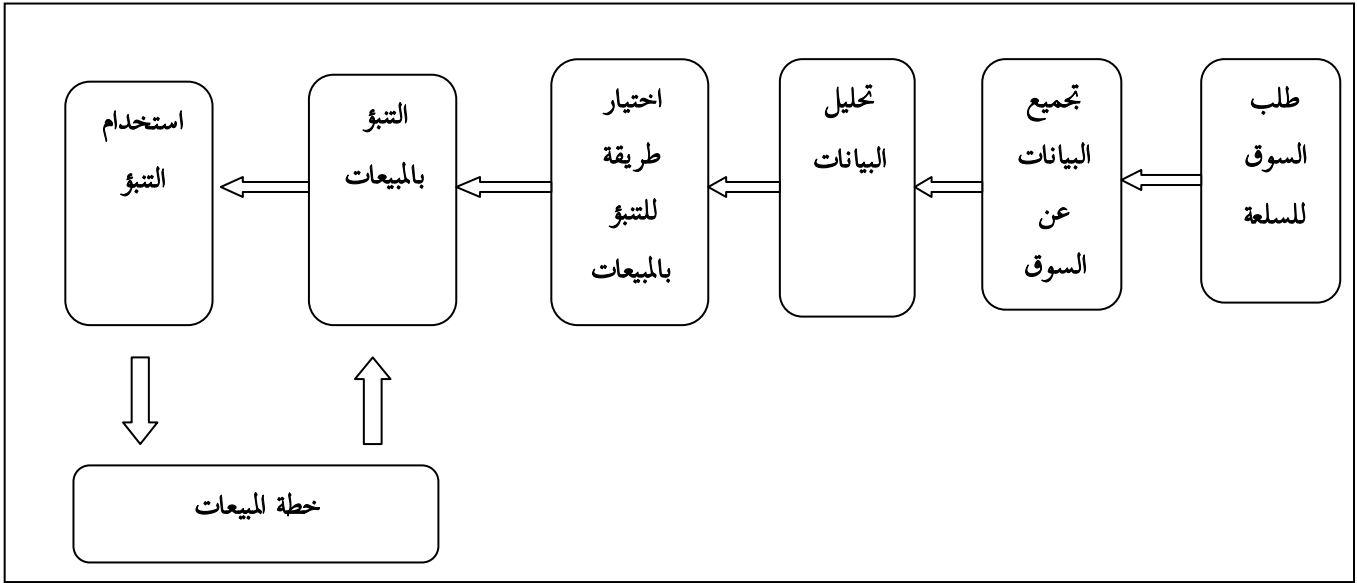 طلب
السوق
للسلعة
تجميع
البيانات
عن
السوق
تحليل
البيانات
اختيار
طريقة
للتنبؤ
بالمبيعات
التنبؤ
بالمبيعات
استخدام
التنبؤ
خطة المبيعات